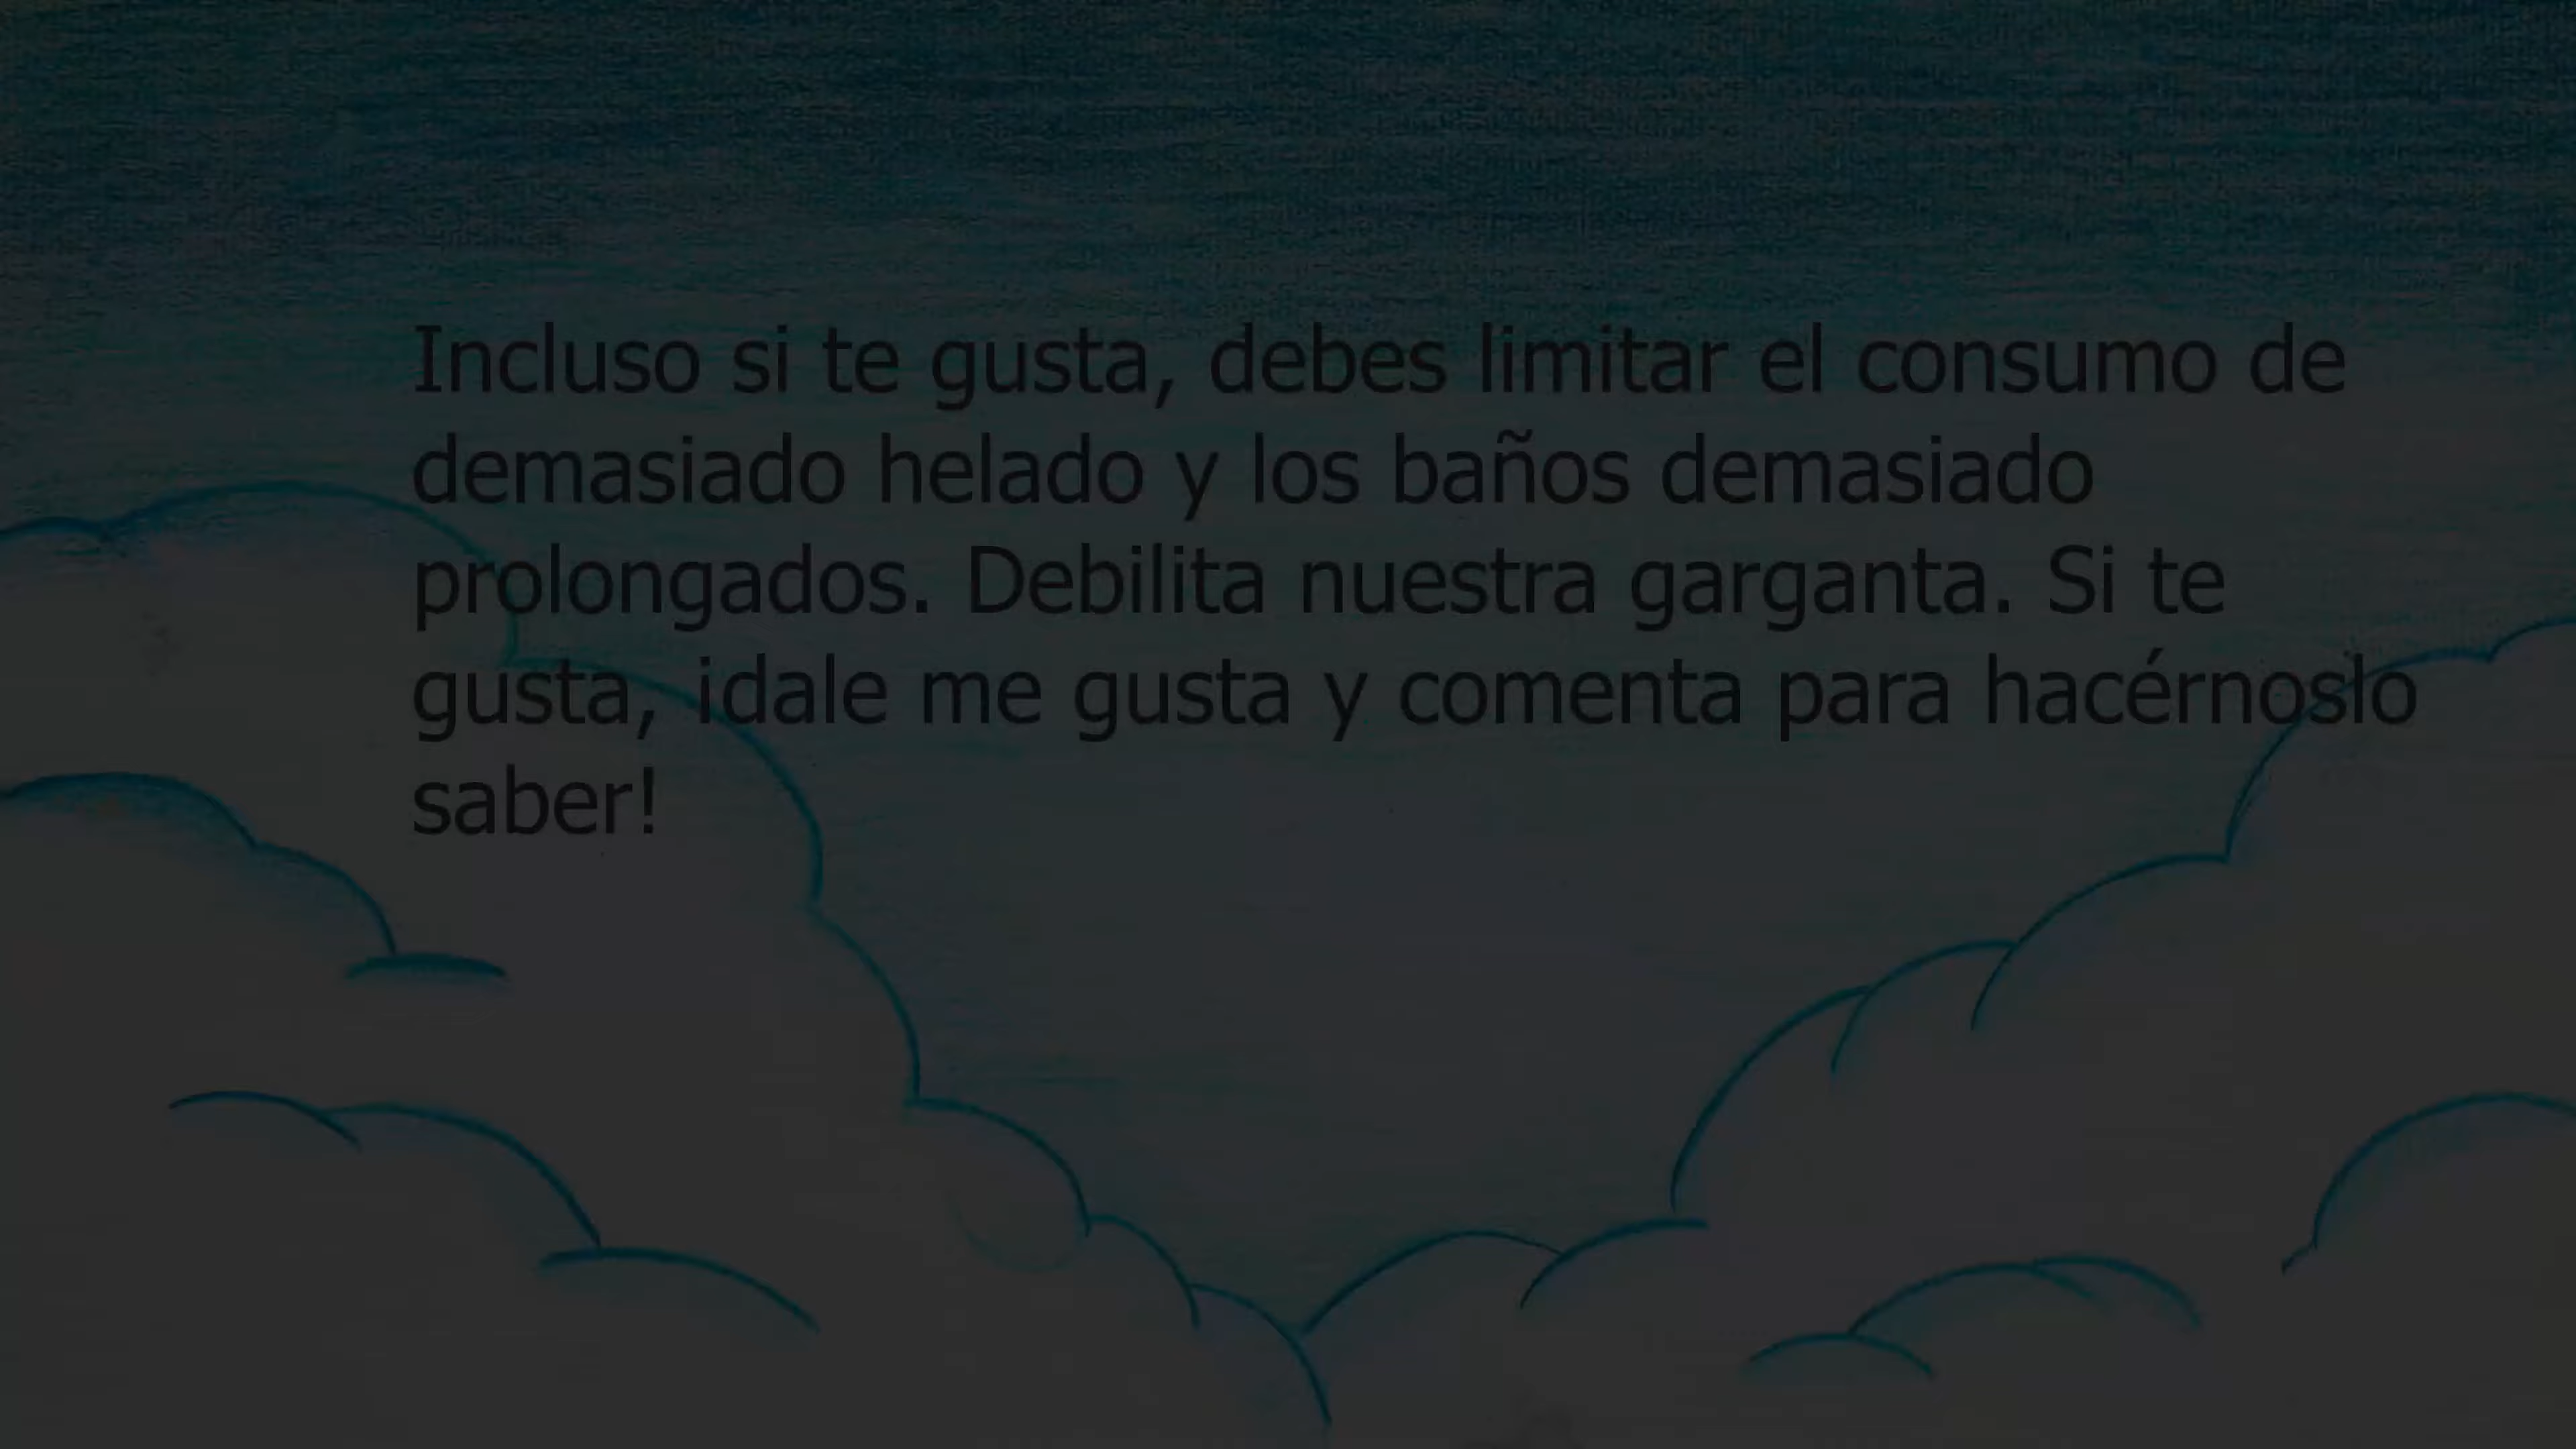 Incluso si te gusta, debes limitar el consumo de
demasiado helado y los baños demasiado
prolongados. Debilita nuestra garganta. Si te
gusta, ¡dale me gusta y comenta para hacérnoslo
saber!